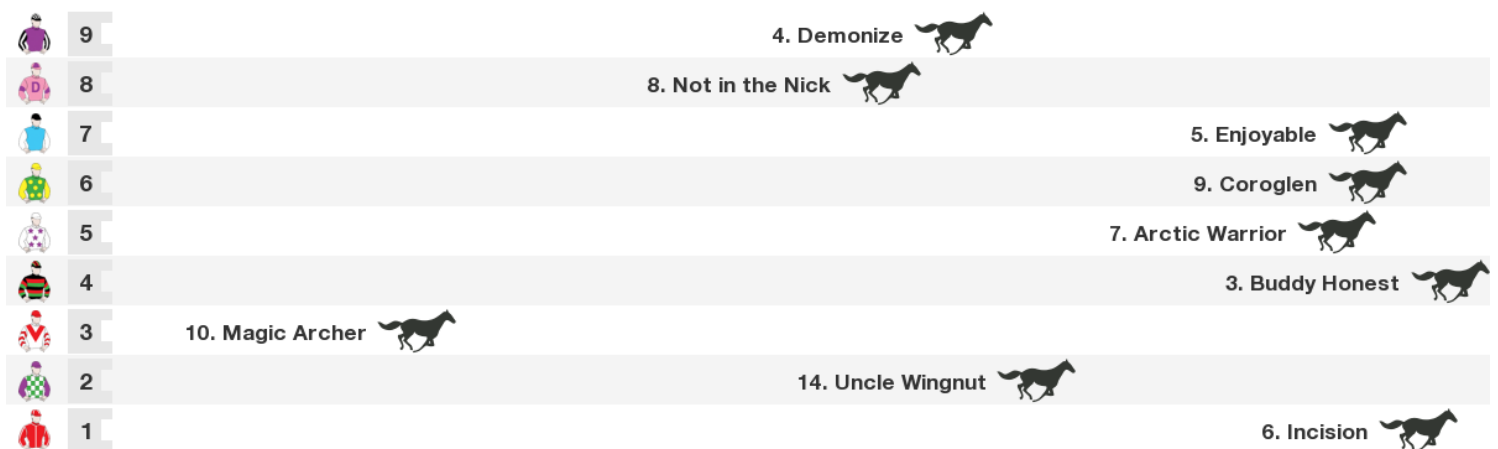 9 4. Demonize
D 8 8. Not in the Nick
7 5. Enjoyable
6 9. Coroglen
5 7. Arctic Warrior
4 3. Buddy Honest
3 10. Magic Archer
2 14. Uncle Wingnut
1 6. Incision